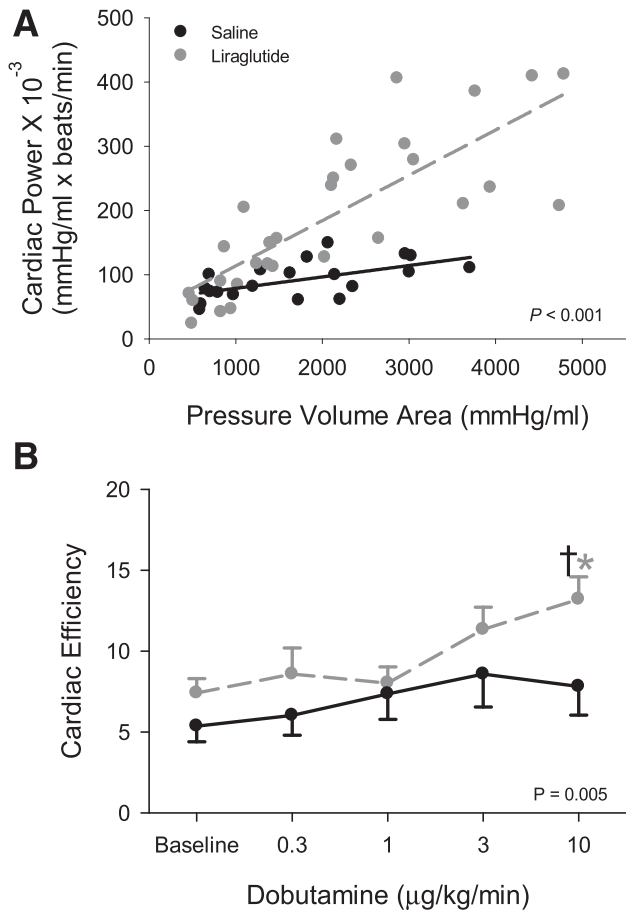 A
Cardiac Power X 10⁻³
(mmHg/ml x beats/min)
500
400
300
200
100
0
Saline
Liraglutide
P < 0.001
0 1000 2000 3000 4000 5000
Pressure Volume Area (mmHg/ml)
B
Cardiac Efficiency
20
15
10
5
0
†*
P = 0.005
Baseline 0.3 1 3 10
Dobutamine (μg/kg/min)